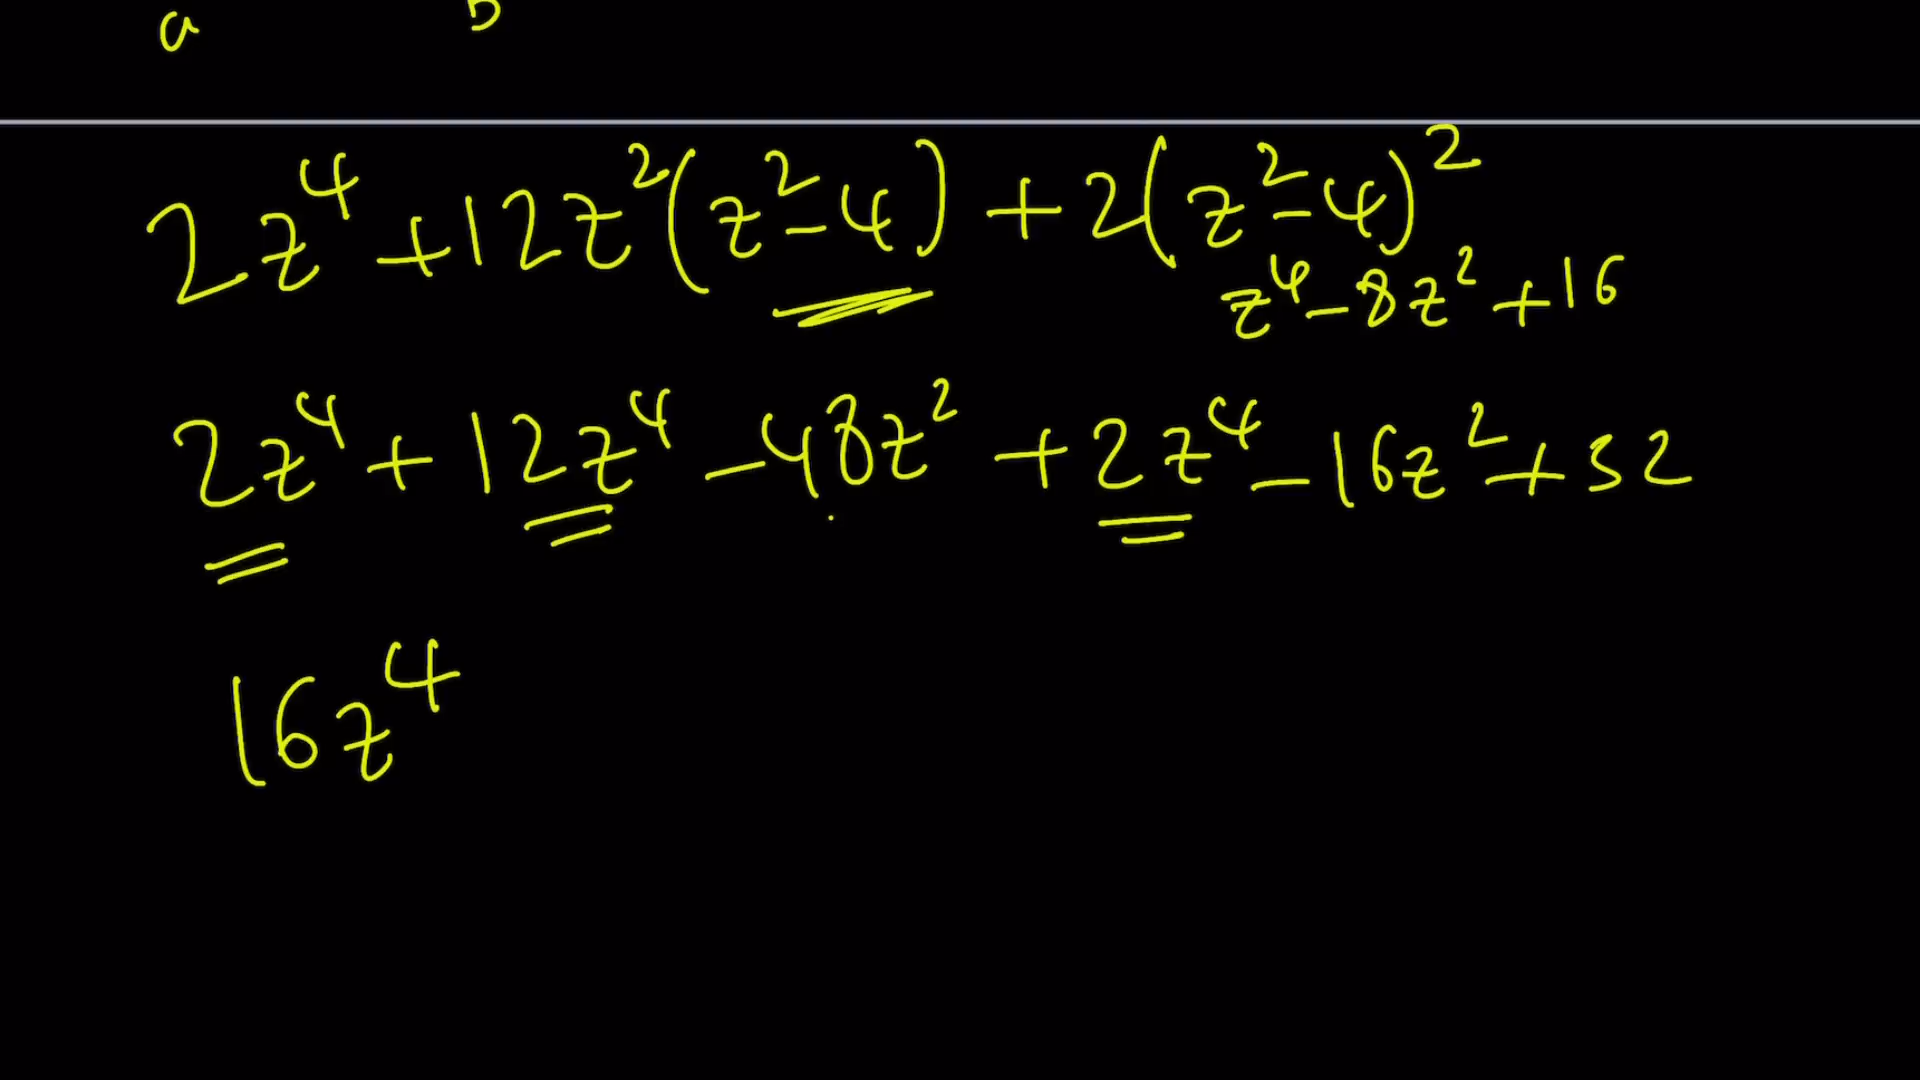 a b
2z⁴ + 12z²(z² - 4) + 2(z² - 4)²
z⁴ - 8z² + 16
2z⁴ + 12z⁴ - 48z² + 2z⁴ - 16z² + 32
16z⁴